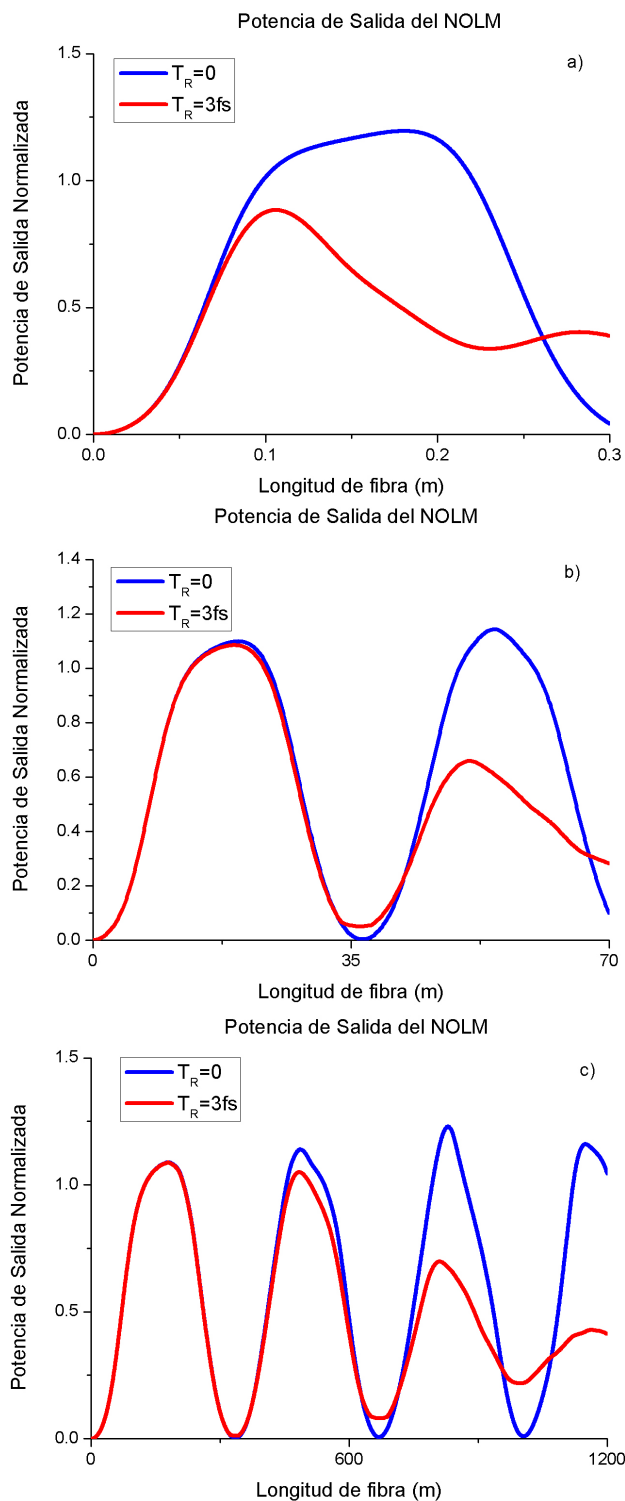 Potencia de Salida del NOLM
a)
T_R=0
T_R=3fs
Potencia de Salida Normalizada
1.5
1.0
0.5
0.0
0.0 0.1 0.2 0.3
Longitud de fibra (m)
Potencia de Salida del NOLM
b)
T_R=0
T_R=3fs
Potencia de Salida Normalizada
1.4
1.2
1.0
0.8
0.6
0.4
0.2
0.0
0 35 70
Longitud de fibra (m)
Potencia de Salida del NOLM
c)
T_R=0
T_R=3fs
Potencia de Salida Normalizada
1.5
1.0
0.5
0.0
0 600 1200
Longitud de fibra (m)